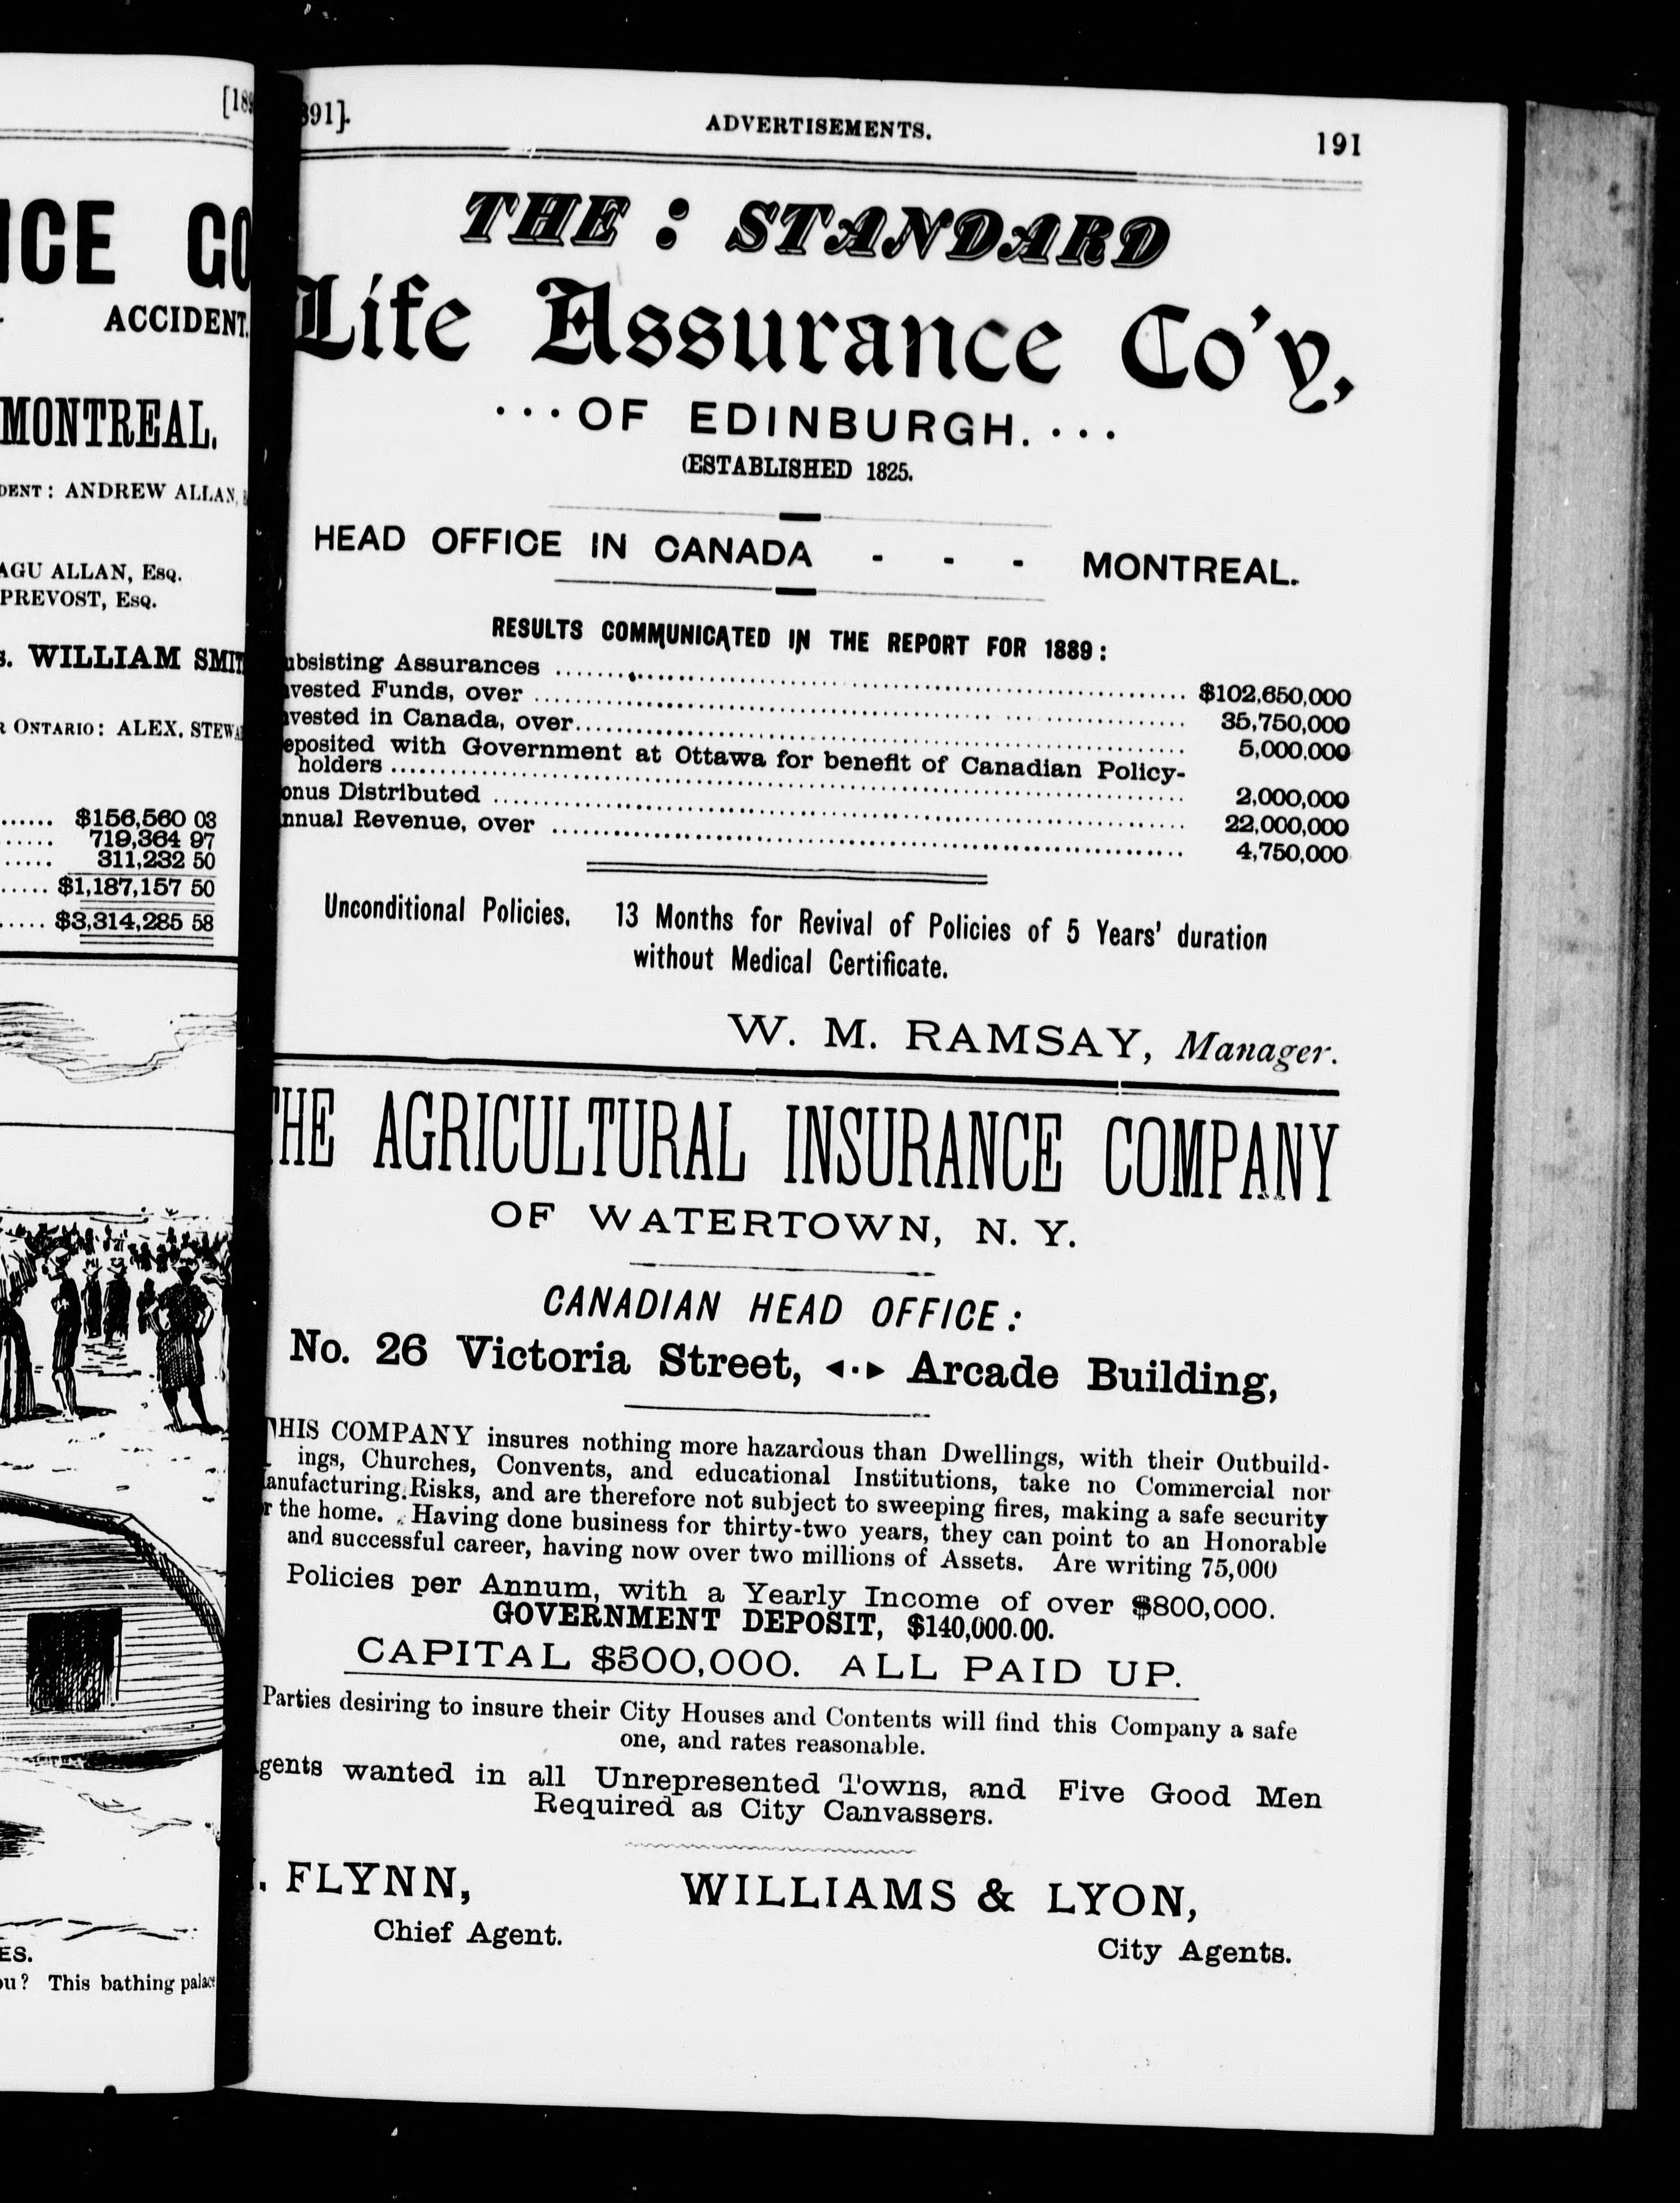 [189
ICE CO
ACCIDENT.
MONTREAL.
DENT: ANDREW ALLAN,
AGU ALLAN, Esq.
PREVOST, Esq.
S. WILLIAM SMIT
R ONTARIO: ALEX. STEWA
...... $156,560 03
...... 719,364 97
...... 311,232 50
..... $1,187,157 50
..... $3,314,285 58
ES.
ou? This bathing palace
891].
ADVERTISEMENTS.
191
THE : STANDARD
Life Assurance Co'y,
...OF EDINBURGH....
(ESTABLISHED 1825.
HEAD OFFICE IN CANADA - - - MONTREAL.
RESULTS COMMUNICATED IN THE REPORT FOR 1889:
ubsisting Assurances ........ $102,650,000
vested Funds, over ........ 35,750,000
vested in Canada, over........ 5,000,000
eposited with Government at Ottawa for benefit of Canadian Policy-
holders ........ 2,000,000
onus Distributed ........ 22,000,000
nnual Revenue, over ........ 4,750,000
Unconditional Policies. 13 Months for Revival of Policies of 5 Years' duration
without Medical Certificate.
W. M. RAMSAY, Manager.
THE AGRICULTURAL INSURANCE COMPANY
OF WATERTOWN, N. Y.
CANADIAN HEAD OFFICE:
No. 26 Victoria Street, ◄·► Arcade Building,
THIS COMPANY insures nothing more hazardous than Dwellings, with their Outbuild-
ings, Churches, Convents, and educational Institutions, take no Commercial nor
anufacturing Risks, and are therefore not subject to sweeping fires, making a safe security
r the home. Having done business for thirty-two years, they can point to an Honorable
and successful career, having now over two millions of Assets. Are writing 75,000
Policies per Annum, with a Yearly Income of over $800,000.
GOVERNMENT DEPOSIT, $140,000.00.
CAPITAL $500,000. ALL PAID UP.
Parties desiring to insure their City Houses and Contents will find this Company a safe
one, and rates reasonable.
gents wanted in all Unrepresented Towns, and Five Good Men
Required as City Canvassers.
. FLYNN,
Chief Agent.
WILLIAMS & LYON,
City Agents.